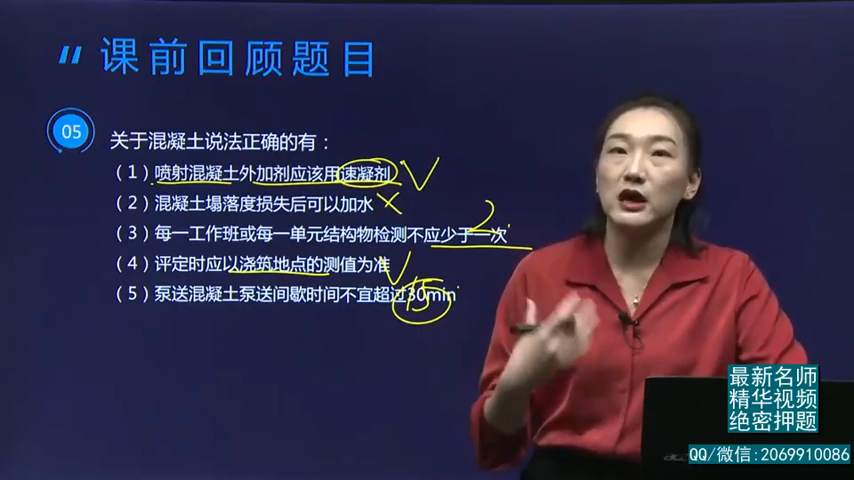 课前回顾题目
05
关于混凝土说法正确的有：
（1）喷射混凝土外加剂应该用速凝剂
（2）混凝土塌落度损失后可以加水
2
（3）每一工作班或每一单元结构物检测不应少于一次
（4）评定时应以浇筑地点的测值为准
（5）泵送混凝土泵送间歇时间不宜超过30min
15
最新名师
精华视频
绝密押题
QQ/微信:2069910086